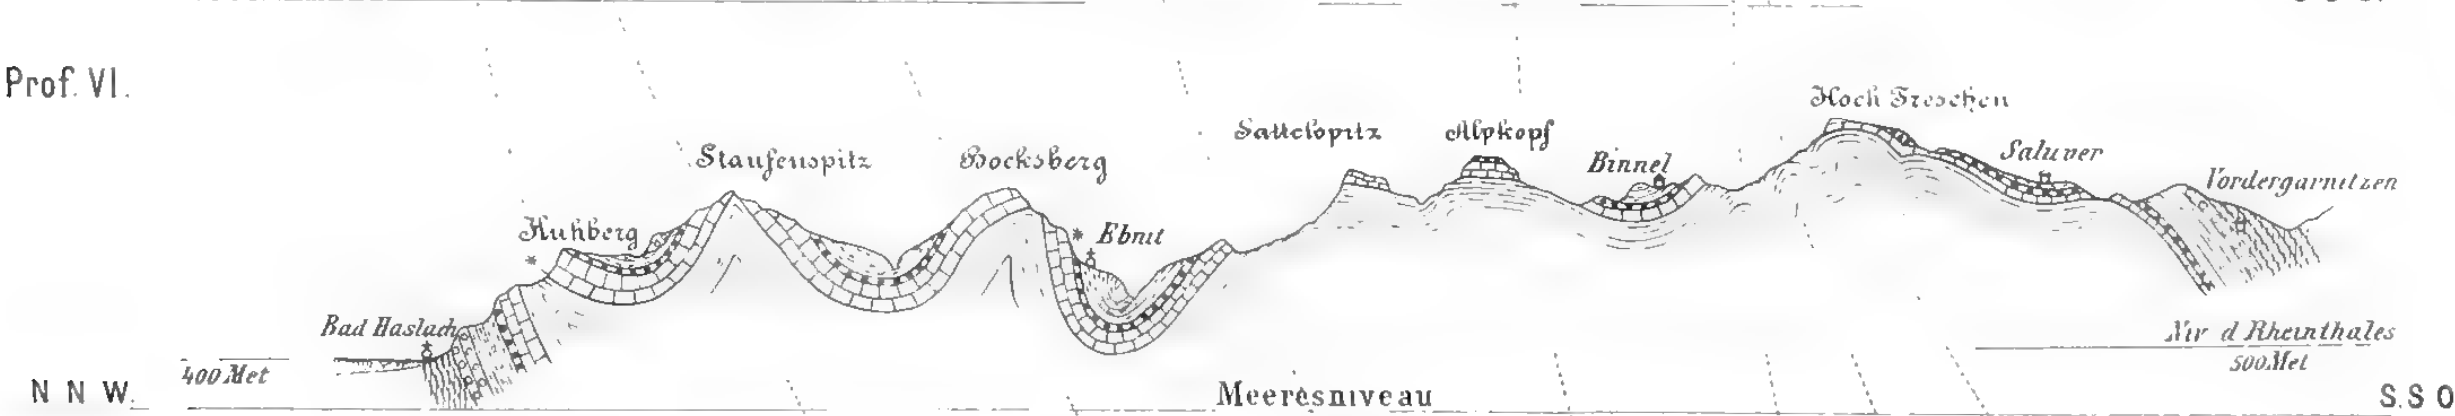 Prof. VI.
Hoch Freschen
Sattelspitz
Alpkopf
Staufenspitz
Bocksberg
Binnel
Saluver
Vordergarnitzen
Kuhberg
Ebnit
Bad Haslach
Niv d Rheinthales
400 Met
500 Met
N N W.
Meeresniveau
S. S O